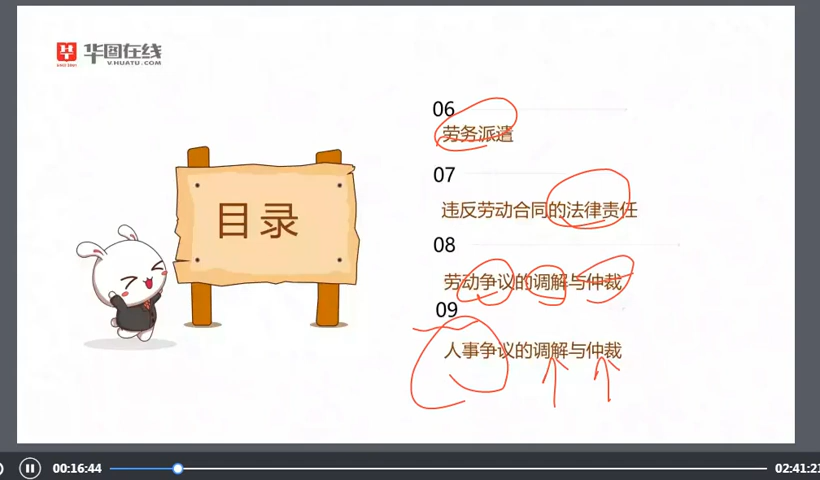 华图在线
V.HUATU.COM
目录
06
劳务派遣
07
违反劳动合同的法律责任
08
劳动争议的调解与仲裁
09
人事争议的调解与仲裁
00:16:44
02:41:21